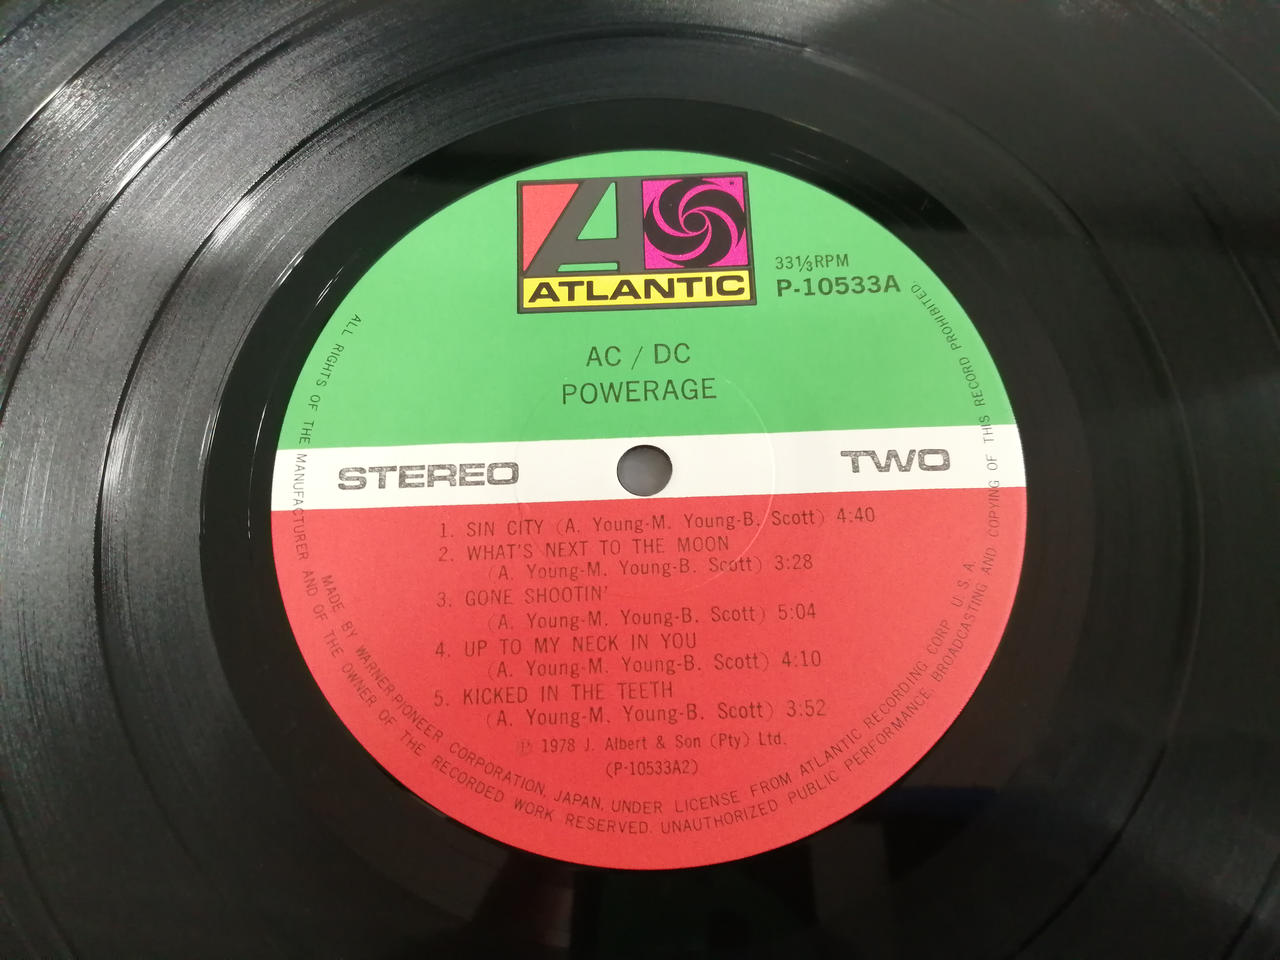 ATLANTIC
33⅓RPM
P-10533A
AC / DC
POWERAGE
STEREO
TWO
1. SIN CITY (A. Young-M. Young-B. Scott) 4:40
2. WHAT'S NEXT TO THE MOON
(A. Young-M. Young-B. Scott) 3:28
3. GONE SHOOTIN'
(A. Young-M. Young-B. Scott) 5:04
4. UP TO MY NECK IN YOU
(A. Young-M. Young-B. Scott) 4:10
5. KICKED IN THE TEETH
(A. Young-M. Young-B. Scott) 3:52
℗ 1978 J. Albert & Son (Pty) Ltd.
(P-10533A2)
MADE BY WARNER-PIONEER CORPORATION, JAPAN, UNDER LICENSE FROM ATLANTIC RECORDING CORP. U.S.A.
ALL RIGHTS OF THE MANUFACTURER AND OF THE OWNER OF THE RECORDED WORK RESERVED. UNAUTHORIZED PUBLIC PERFORMANCE, BROADCASTING AND COPYING OF THIS RECORD PROHIBITED.